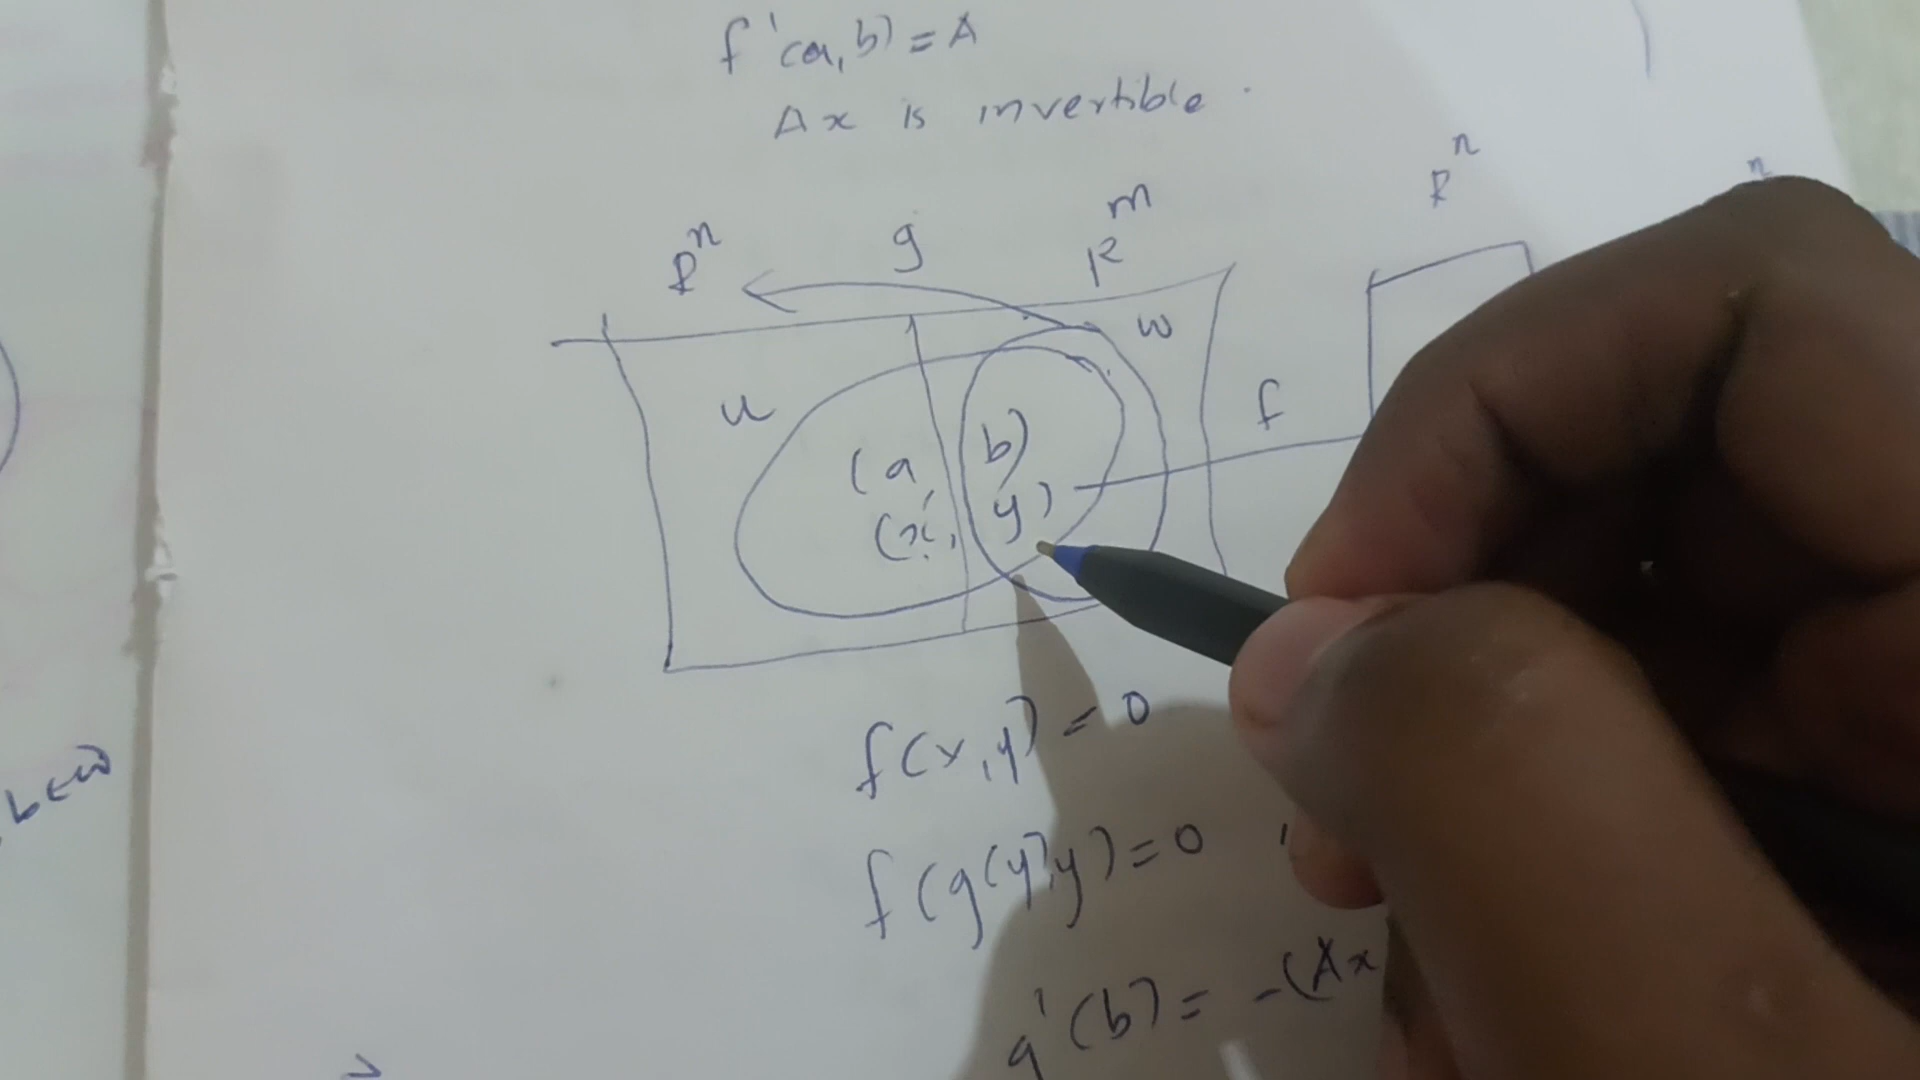 f'(a,b) = A
Ax is invertible.
R^n g R^m R^n n
u w
(a, b) f
(x, y)
f(x,y) = 0
b ∈ w
f(g(y),y) = 0
g'(b) = -(Ax